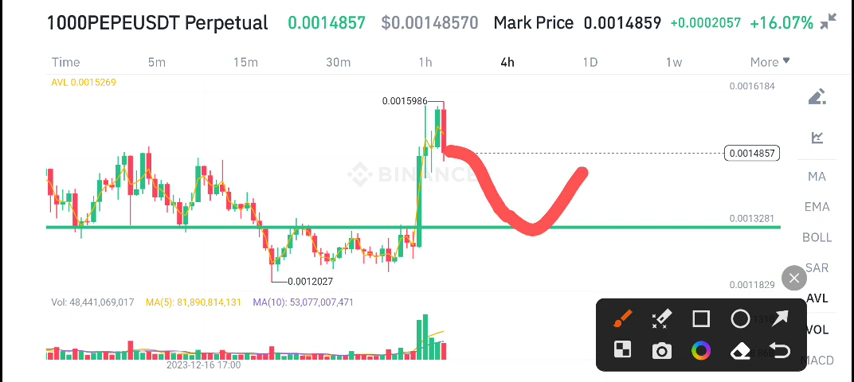 1000PEPEUSDT Perpetual 0.0014857 $0.00148570 Mark Price 0.0014859 +0.0002057 +16.07%
Time 5m 15m 30m 1h 4h 1D 1w More
AVL 0.0015269
0.0016184
0.0015986
0.0014857
BINANCE
MA
EMA
0.0013281
BOLL
SAR
0.0012027
0.0011829
Vol: 48,441,069,017 MA(5): 81,890,814,131 MA(10): 53,077,007,471
AVL
VOL
MACD
2023-12-16 17:00